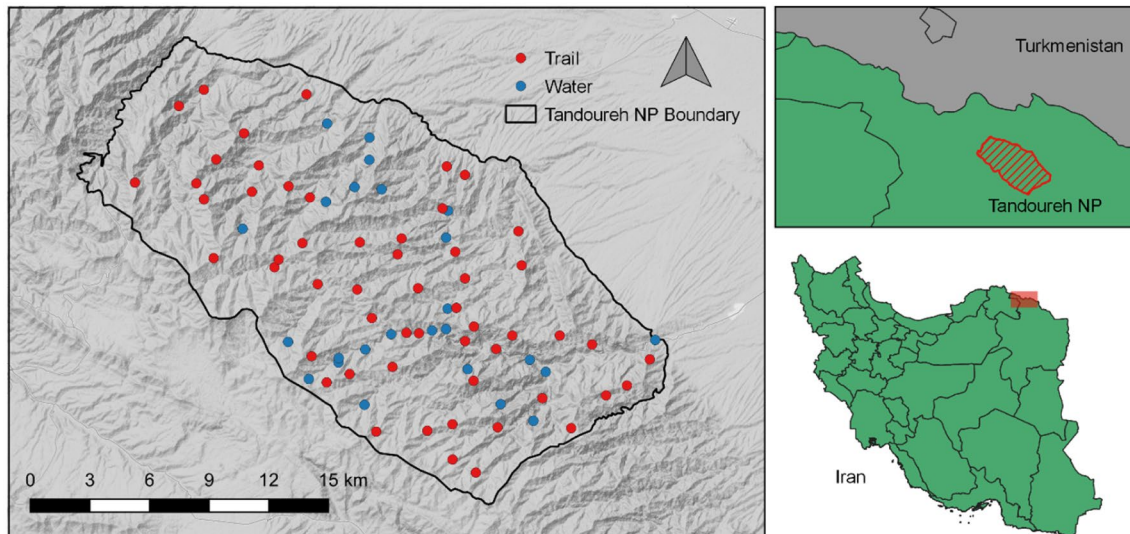 Trail
Water
Tandoureh NP Boundary
0 3 6 9 12 15 km
Turkmenistan
Tandoureh NP
Iran